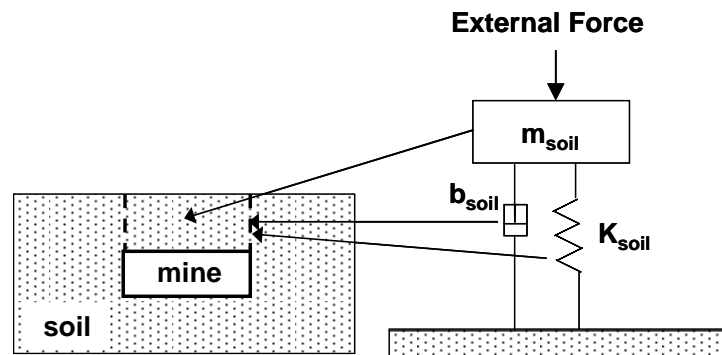 External Force
m_soil
b_soil
K_soil
mine
soil